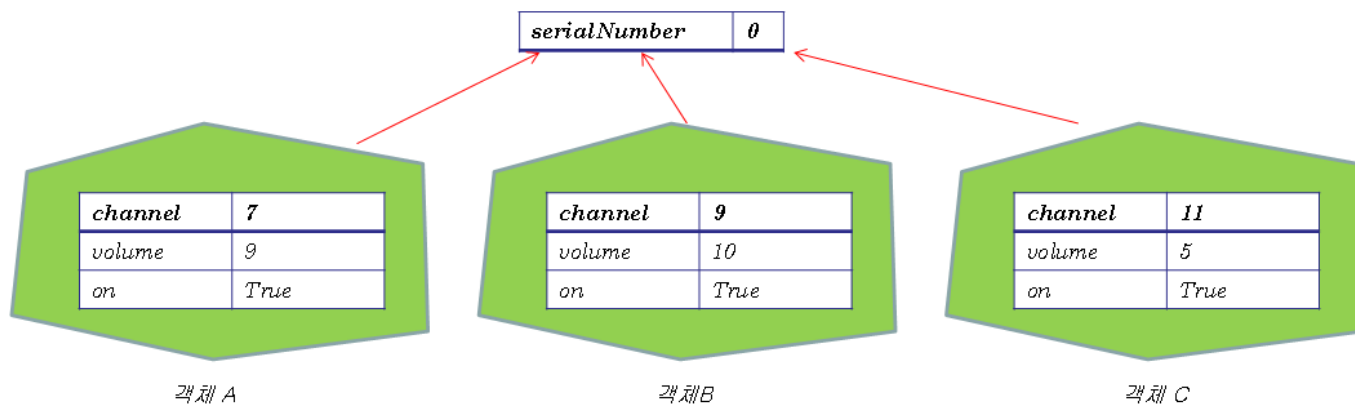 serialNumber 0
channel 7
volume 9
on True
객체 A
channel 9
volume 10
on True
객체B
channel 11
volume 5
on True
객체 C